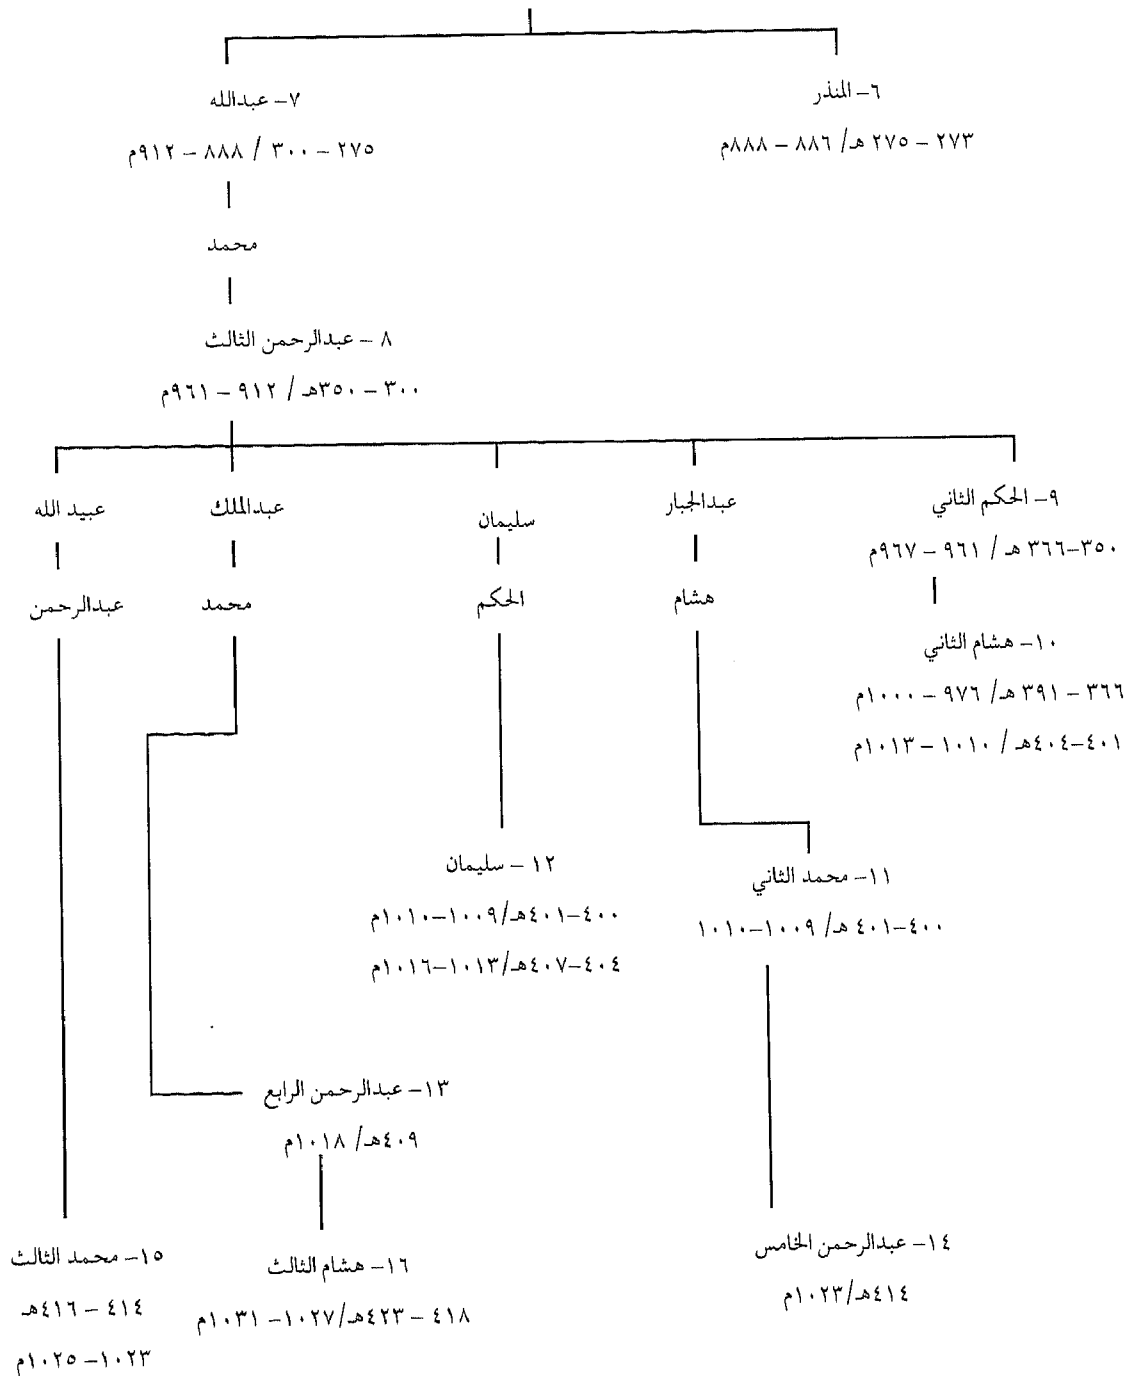 ٦- المنذر
٢٧٣ - ٢٧٥ هـ/ ٨٨٦ - ٨٨٨م
٧- عبدالله
٢٧٥ - ٣٠٠ / ٨٨٨ - ٩١٢م
محمد
٨ - عبدالرحمن الثالث
٣٠٠ - ٣٥٠هـ/ ٩١٢ - ٩٦١م
٩- الحكم الثاني
٣٥٠-٣٦٦ هـ/ ٩٦١ - ٩٦٧م
عبدالجبار
سليمان
عبدالملك
عبيد الله
هشام
الحكم
محمد
عبدالرحمن
١٠- هشام الثاني
٣٦٦ - ٣٩١ هـ/ ٩٧٦ - ١٠٠٠م
٤٠١-٤٠٤هـ/ ١٠١٠ - ١٠١٣م
١١- محمد الثاني
٤٠٠-٤٠١ هـ/ ١٠٠٩-١٠١٠
١٢ - سليمان
٤٠٠-٤٠١هـ/١٠٠٩-١٠١٠م
٤٠٤-٤٠٧هـ/١٠١٣-١٠١٦م
١٣- عبدالرحمن الرابع
٤٠٩هـ/ ١٠١٨م
١٤- عبدالرحمن الخامس
٤١٤هـ/١٠٢٣م
١٦- هشام الثالث
٤١٨ - ٤٢٣هـ/١٠٢٧-١٠٣١م
١٥- محمد الثالث
٤١٤ - ٤١٦هـ
١٠٢٣-١٠٢٥م